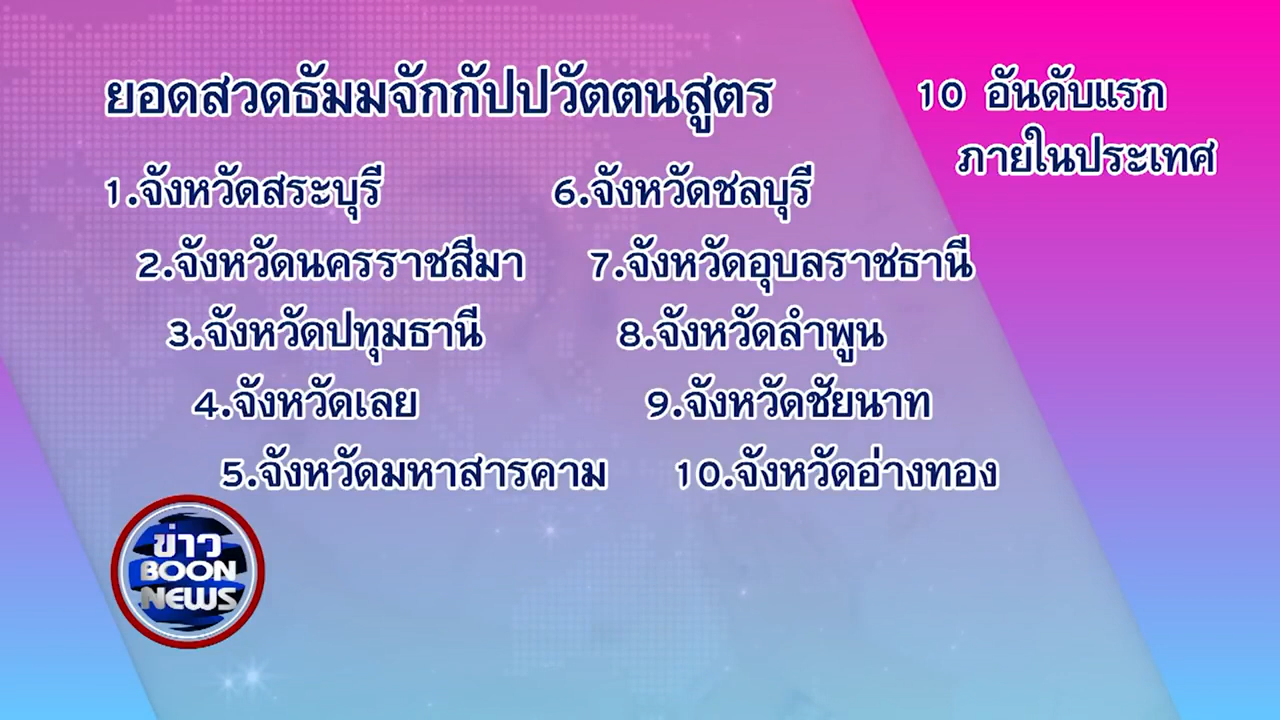 ยอดสวดธัมมจักกัปปวัตตนสูตร
10 อันดับแรก
ภายในประเทศ
1.จังหวัดสระบุรี
2.จังหวัดนครราชสีมา
3.จังหวัดปทุมธานี
4.จังหวัดเลย
5.จังหวัดมหาสารคาม
6.จังหวัดชลบุรี
7.จังหวัดอุบลราชธานี
8.จังหวัดลำพูน
9.จังหวัดชัยนาท
10.จังหวัดอ่างทอง
ข่าว
BOON
NEWS